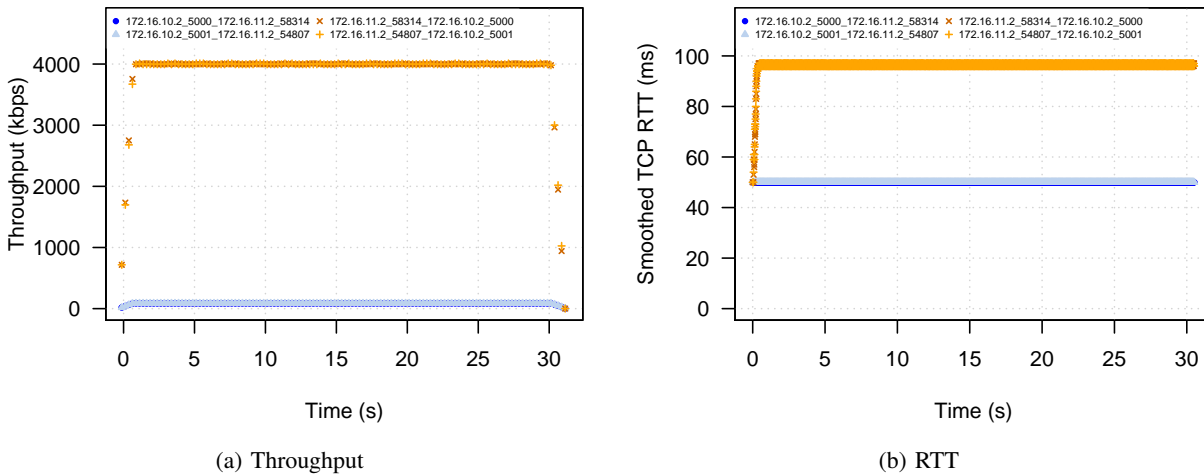 172.16.10.2_5000_172.16.11.2_58314 172.16.11.2_58314_172.16.10.2_5000
172.16.10.2_5001_172.16.11.2_54807 172.16.11.2_54807_172.16.10.2_5001
Throughput (kbps)
4000
3000
2000
1000
0
0 5 10 15 20 25 30
Time (s)
(a) Throughput
172.16.10.2_5000_172.16.11.2_58314 172.16.11.2_58314_172.16.10.2_5000
172.16.10.2_5001_172.16.11.2_54807 172.16.11.2_54807_172.16.10.2_5001
Smoothed TCP RTT (ms)
100
80
60
40
20
0
0 5 10 15 20 25 30
Time (s)
(b) RTT